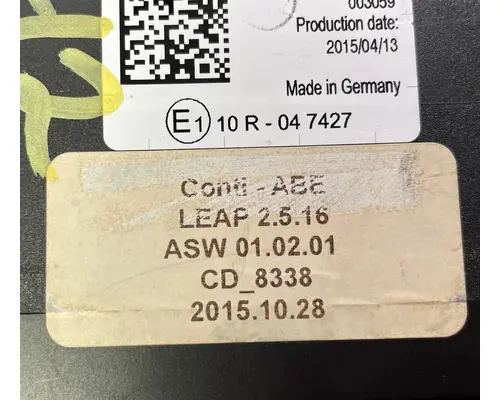 003059
Production date:
2015/04/13
Made in Germany
E1 10 R - 04 7427
Conti - ABE
LEAP 2.5.16
ASW 01.02.01
CD_8338
2015.10.28